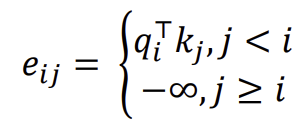 e_{ij} = { q_i^⊤ k_j, j < i
−∞, j ≥ i